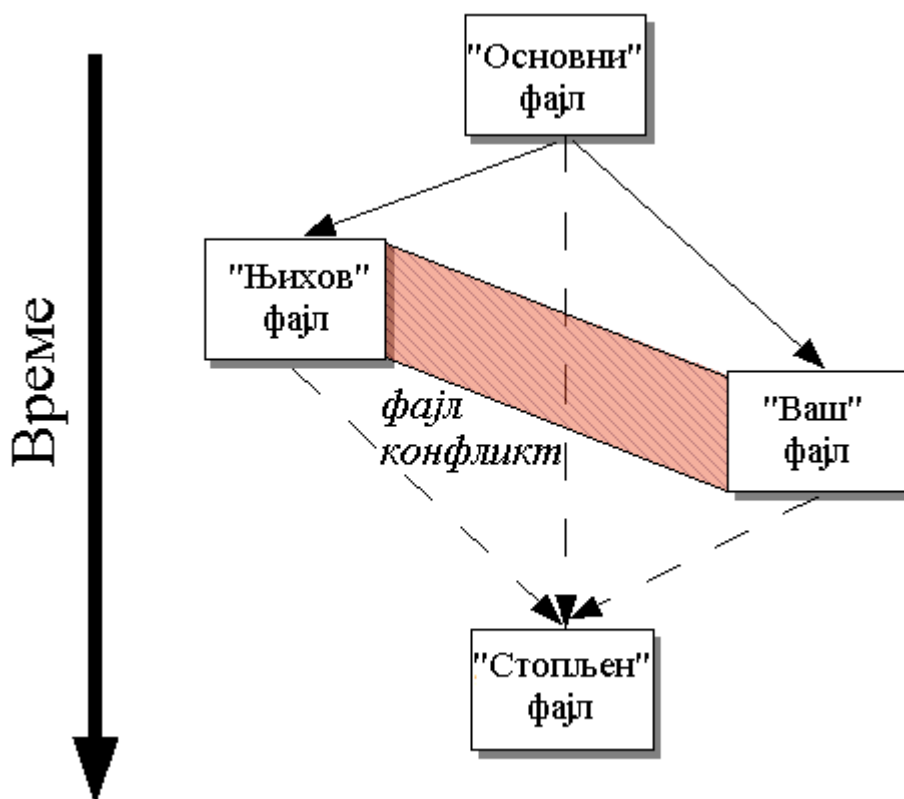 "Основни"
фајл
"Њихов"
фајл
Време
"Ваш"
фајл
фајл
конфликт
"Стопљен"
фајл